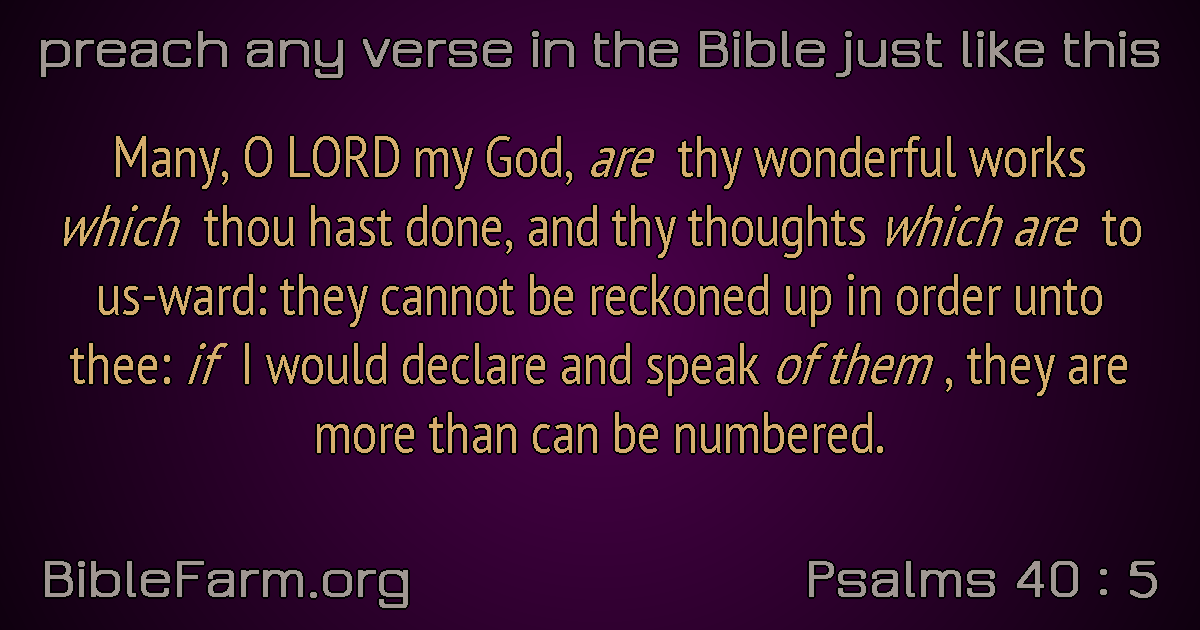 preach any verse in the Bible just like this
Many, O LORD my God, are thy wonderful works
which thou hast done, and thy thoughts which are to
us-ward: they cannot be reckoned up in order unto
thee: if I would declare and speak of them , they are
more than can be numbered.
BibleFarm.org
Psalms 40 : 5